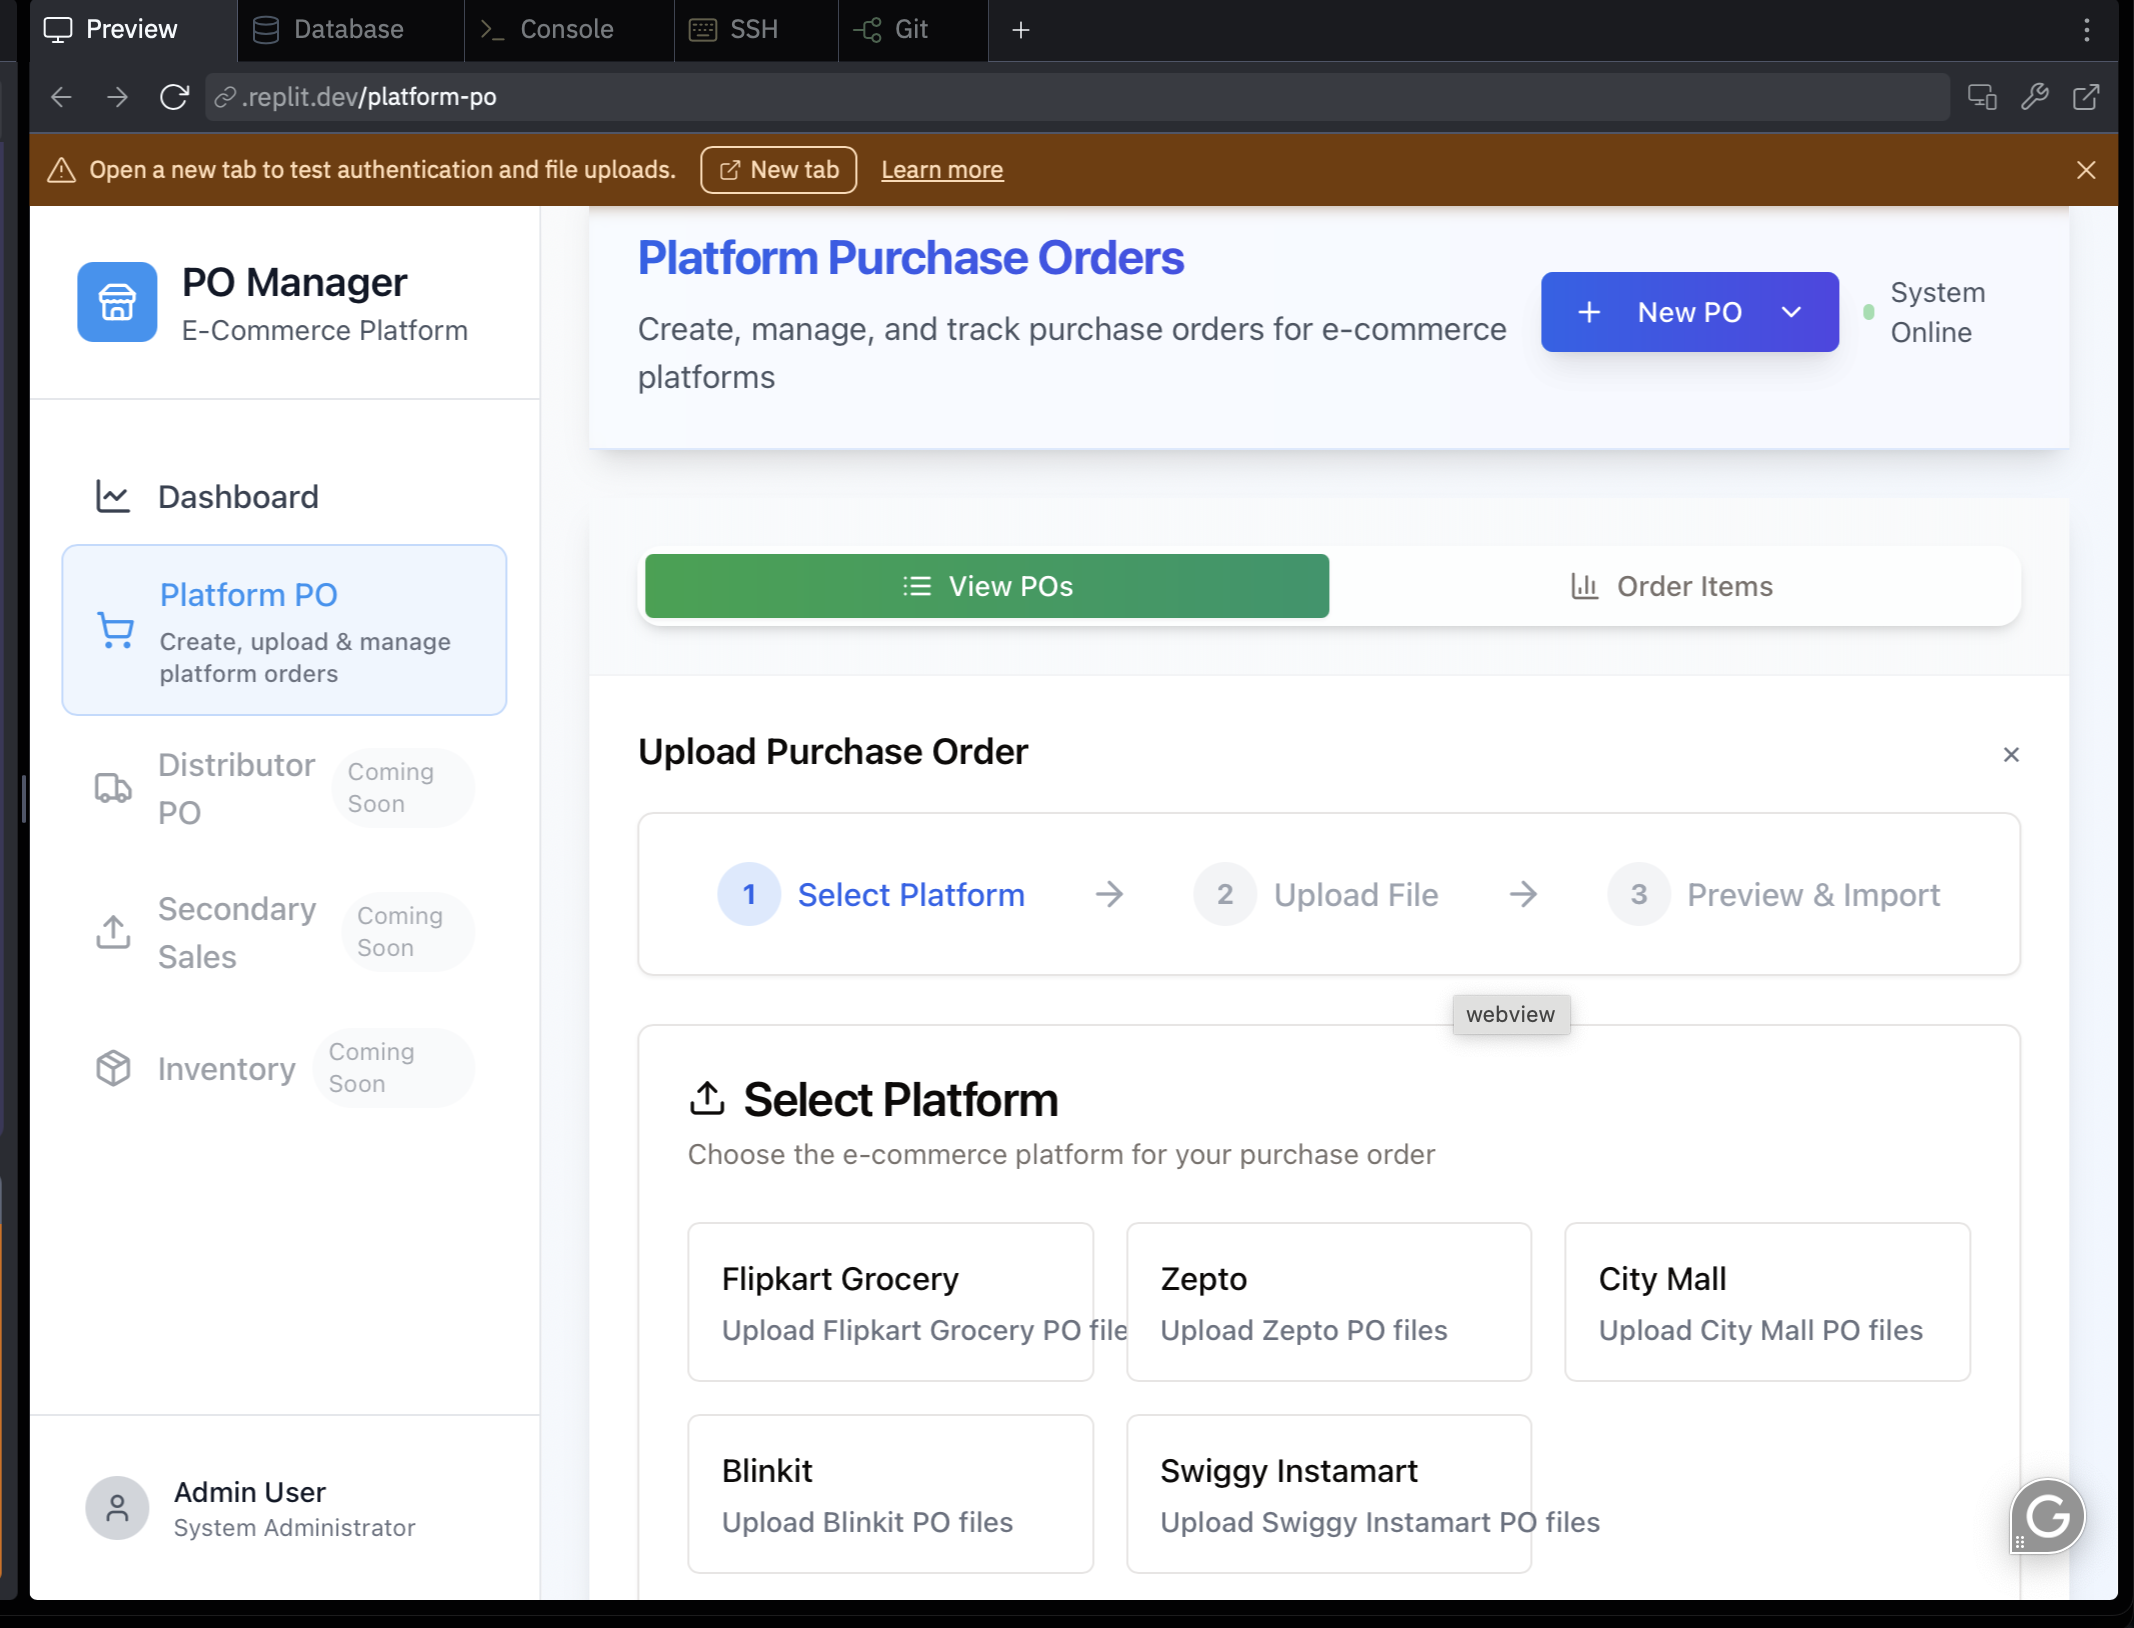 Preview
Database
Console
SSH
Git
.replit.dev/platform-po
Open a new tab to test authentication and file uploads.
New tab
Learn more
PO Manager
E-Commerce Platform
Dashboard
Platform PO
Create, upload & manage
platform orders
Distributor
PO
Coming
Soon
Secondary
Sales
Coming
Soon
Inventory
Coming
Soon
Admin User
System Administrator
Platform Purchase Orders
Create, manage, and track purchase orders for e-commerce
platforms
New PO
System
Online
View POs
Order Items
Upload Purchase Order
1 Select Platform
2 Upload File
3 Preview & Import
webview
Select Platform
Choose the e-commerce platform for your purchase order
Flipkart Grocery
Upload Flipkart Grocery PO file
Zepto
Upload Zepto PO files
City Mall
Upload City Mall PO files
Blinkit
Upload Blinkit PO files
Swiggy Instamart
Upload Swiggy Instamart PO files
G